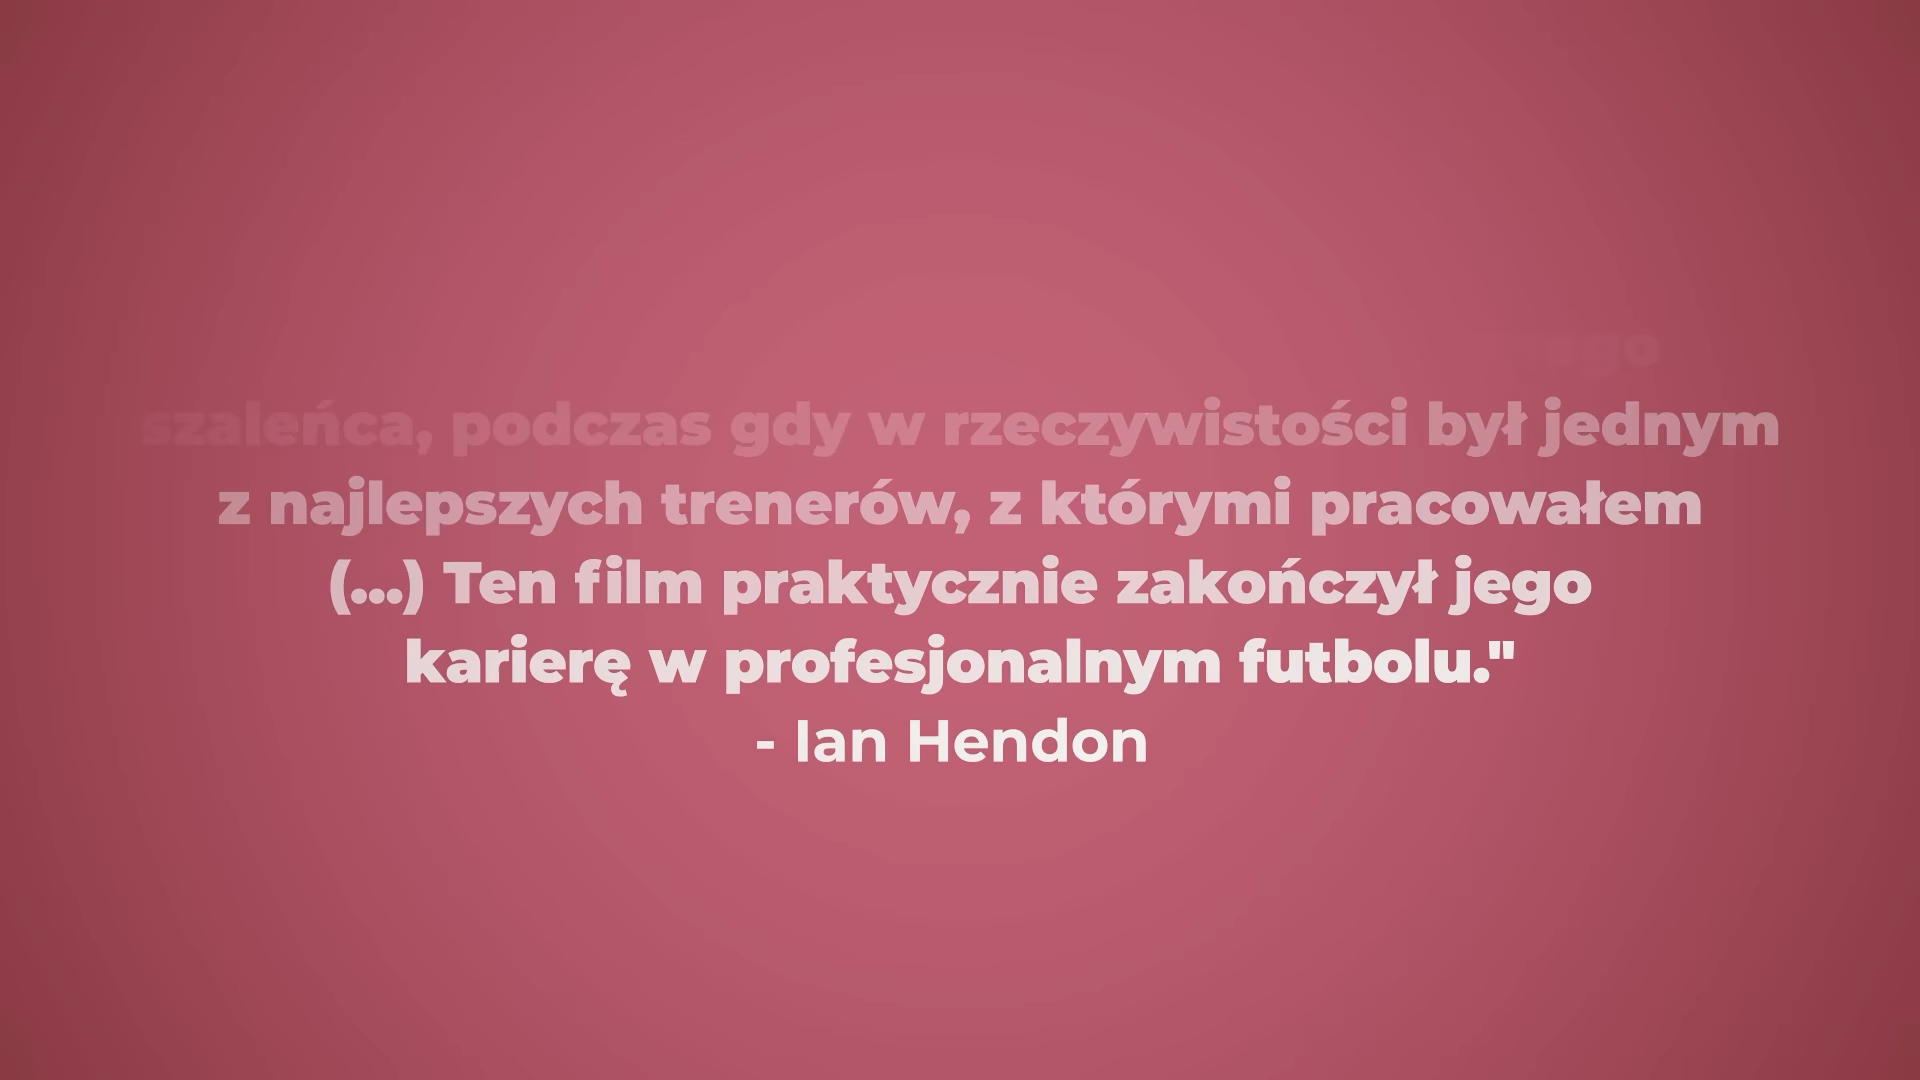 szaleńca, podczas gdy w rzeczywistości był jednym
z najlepszych trenerów, z którymi pracowałem
(...) Ten film praktycznie zakończył jego
karierę w profesjonalnym futbolu."
- Ian Hendon